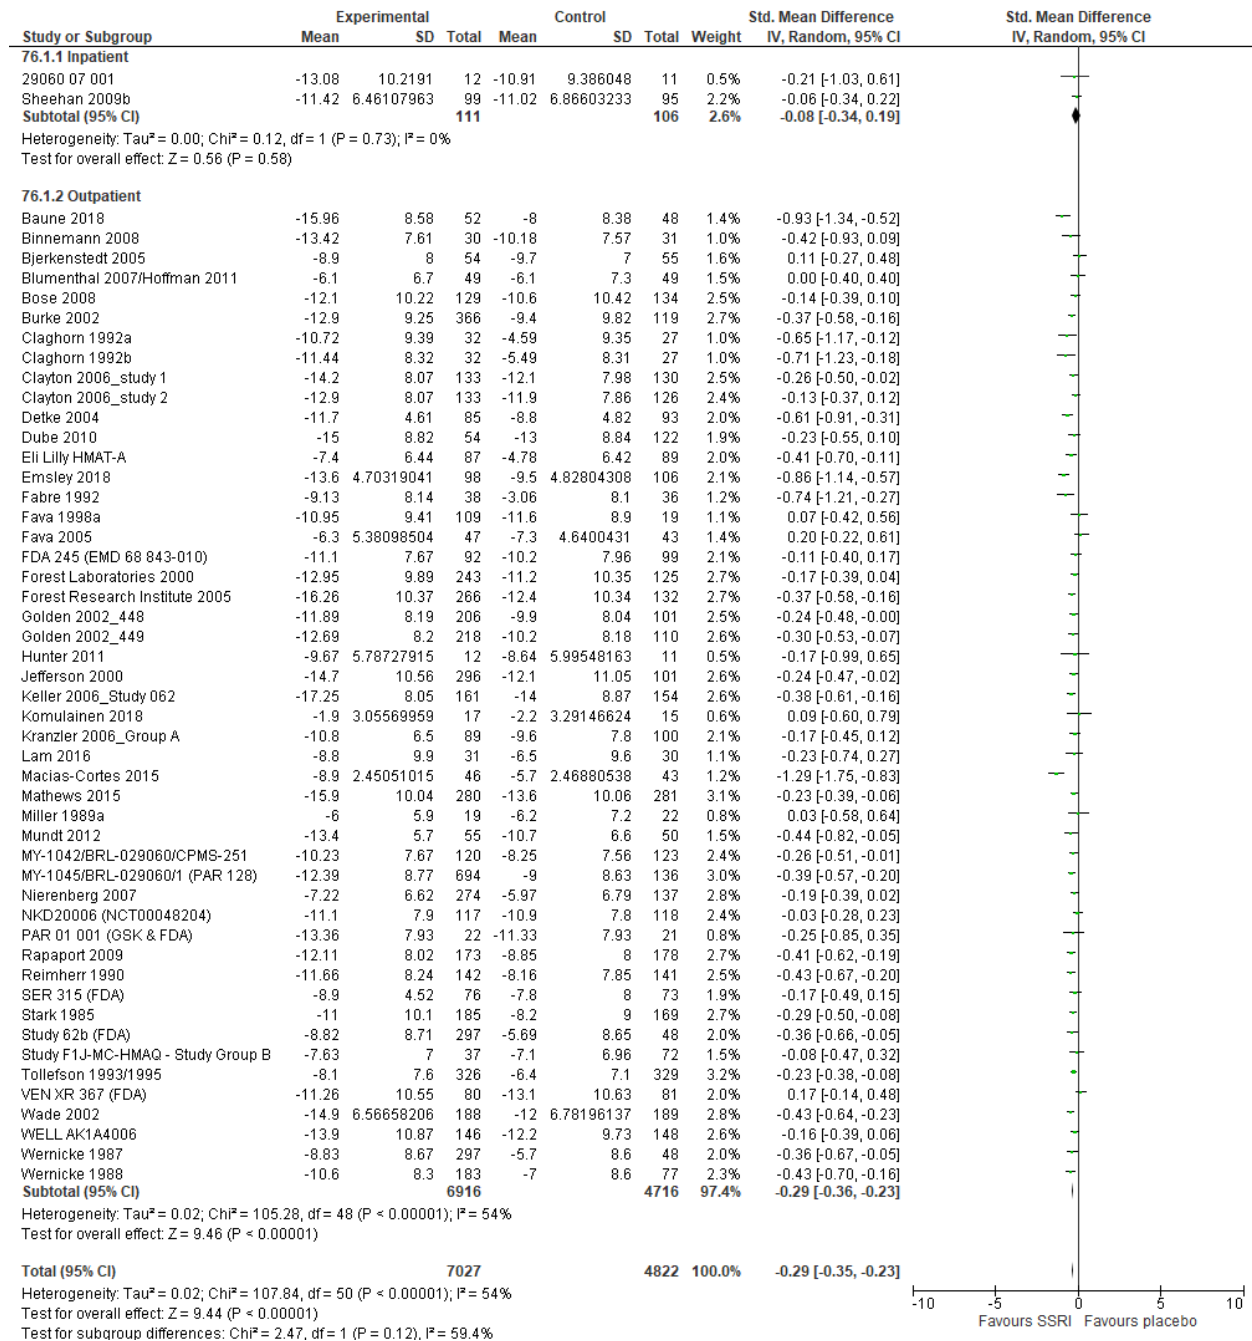 Experimental Control Std. Mean Difference Std. Mean Difference
Study or Subgroup Mean SD Total Mean SD Total Weight IV, Random, 95% CI IV, Random, 95% CI
76.1.1 Inpatient
29060 07 001 -13.08 10.2191 12 -10.91 9.386048 11 0.5% -0.21 [-1.03, 0.61]
Sheehan 2009b -11.42 6.46107963 99 -11.02 6.86603233 95 2.2% -0.06 [-0.34, 0.22]
Subtotal (95% CI) 111 106 2.6% -0.08 [-0.34, 0.19]
Heterogeneity: Tau² = 0.00; Chi² = 0.12, df = 1 (P = 0.73); I² = 0%
Test for overall effect: Z = 0.56 (P = 0.58)
76.1.2 Outpatient
Baune 2018 -15.96 8.58 52 -8 8.38 48 1.4% -0.93 [-1.34, -0.52]
Binnemann 2008 -13.42 7.61 30 -10.18 7.57 31 1.0% -0.42 [-0.93, 0.09]
Bjerkenstedt 2005 -8.9 8 54 -9.7 7 55 1.6% 0.11 [-0.27, 0.48]
Blumenthal 2007/Hoffman 2011 -6.1 6.7 49 -6.1 7.3 49 1.5% 0.00 [-0.40, 0.40]
Bose 2008 -12.1 10.22 129 -10.6 10.42 134 2.5% -0.14 [-0.39, 0.10]
Burke 2002 -12.9 9.25 366 -9.4 9.82 119 2.7% -0.37 [-0.58, -0.16]
Claghorn 1992a -10.72 9.39 32 -4.59 9.35 27 1.0% -0.65 [-1.17, -0.12]
Claghorn 1992b -11.44 8.32 32 -5.49 8.31 27 1.0% -0.71 [-1.23, -0.18]
Clayton 2006_study 1 -14.2 8.07 133 -12.1 7.98 130 2.5% -0.26 [-0.50, -0.02]
Clayton 2006_study 2 -12.9 8.07 133 -11.9 7.86 126 2.4% -0.13 [-0.37, 0.12]
Detke 2004 -11.7 4.61 85 -8.8 4.82 93 2.0% -0.61 [-0.91, -0.31]
Dube 2010 -15 8.82 54 -13 8.84 122 1.9% -0.23 [-0.55, 0.10]
Eli Lilly HMAT-A -7.4 6.44 87 -4.78 6.42 89 2.0% -0.41 [-0.70, -0.11]
Emsley 2018 -13.6 4.70319041 98 -9.5 4.82804308 106 2.1% -0.86 [-1.14, -0.57]
Fabre 1992 -9.13 8.14 38 -3.06 8.1 36 1.2% -0.74 [-1.21, -0.27]
Fava 1998a -10.95 9.41 109 -11.6 8.9 19 1.1% 0.07 [-0.42, 0.56]
Fava 2005 -6.3 5.38098504 47 -7.3 4.6400431 43 1.4% 0.20 [-0.22, 0.61]
FDA 245 (EMD 68 843-010) -11.1 7.67 92 -10.2 7.96 99 2.1% -0.11 [-0.40, 0.17]
Forest Laboratories 2000 -12.95 9.89 243 -11.2 10.35 125 2.7% -0.17 [-0.39, 0.04]
Forest Research Institute 2005 -16.26 10.37 266 -12.4 10.34 132 2.7% -0.37 [-0.58, -0.16]
Golden 2002_448 -11.89 8.19 206 -9.9 8.04 101 2.5% -0.24 [-0.48, -0.00]
Golden 2002_449 -12.69 8.2 218 -10.2 8.18 110 2.6% -0.30 [-0.53, -0.07]
Hunter 2011 -9.67 5.78727915 12 -8.64 5.99548163 11 0.5% -0.17 [-0.99, 0.65]
Jefferson 2000 -14.7 10.56 296 -12.1 11.05 101 2.6% -0.24 [-0.47, -0.02]
Keller 2006_Study 062 -17.25 8.05 161 -14 8.87 154 2.6% -0.38 [-0.61, -0.16]
Komulainen 2018 -1.9 3.05569959 17 -2.2 3.29146624 15 0.6% 0.09 [-0.60, 0.79]
Kranzler 2006_Group A -10.8 6.5 89 -9.6 7.8 100 2.1% -0.17 [-0.45, 0.12]
Lam 2016 -8.8 9.9 31 -6.5 9.6 30 1.1% -0.23 [-0.74, 0.27]
Macias-Cortes 2015 -8.9 2.45051015 46 -5.7 2.46880538 43 1.2% -1.29 [-1.75, -0.83]
Mathews 2015 -15.9 10.04 280 -13.6 10.06 281 3.1% -0.23 [-0.39, -0.06]
Miller 1989a -6 5.9 19 -6.2 7.2 22 0.8% 0.03 [-0.58, 0.64]
Mundt 2012 -13.4 5.7 55 -10.7 6.6 50 1.5% -0.44 [-0.82, -0.05]
MY-1042/BRL-029060/CPMS-251 -10.23 7.67 120 -8.25 7.56 123 2.4% -0.26 [-0.51, -0.01]
MY-1045/BRL-029060/1 (PAR 128) -12.39 8.77 694 -9 8.63 136 3.0% -0.39 [-0.57, -0.20]
Nierenberg 2007 -7.22 6.62 274 -5.97 6.79 137 2.8% -0.19 [-0.39, 0.02]
NKD20006 (NCT00048204) -11.1 7.9 117 -10.9 7.8 118 2.4% -0.03 [-0.28, 0.23]
PAR 01 001 (GSK & FDA) -13.36 7.93 22 -11.33 7.93 21 0.8% -0.25 [-0.85, 0.35]
Rapaport 2009 -12.11 8.02 173 -8.85 8 178 2.7% -0.41 [-0.62, -0.19]
Reimherr 1990 -11.66 8.24 142 -8.16 7.85 141 2.5% -0.43 [-0.67, -0.20]
SER 315 (FDA) -8.9 4.52 76 -7.8 8 73 1.9% -0.17 [-0.49, 0.15]
Stark 1985 -11 10.1 185 -8.2 9 169 2.7% -0.29 [-0.50, -0.08]
Study 62b (FDA) -8.82 8.71 297 -5.69 8.65 48 2.0% -0.36 [-0.66, -0.05]
Study F1J-MC-HMAQ - Study Group B -7.63 7 37 -7.1 6.96 72 1.5% -0.08 [-0.47, 0.32]
Tollefson 1993/1995 -8.1 7.6 326 -6.4 7.1 329 3.2% -0.23 [-0.38, -0.08]
VEN XR 367 (FDA) -11.26 10.55 80 -13.1 10.63 81 2.0% 0.17 [-0.14, 0.48]
Wade 2002 -14.9 6.56658206 188 -12 6.78196137 189 2.8% -0.43 [-0.64, -0.23]
WELL AK1A4006 -13.9 10.87 146 -12.2 9.73 148 2.6% -0.16 [-0.39, 0.06]
Wernicke 1987 -8.83 8.67 297 -5.7 8.6 48 2.0% -0.36 [-0.67, -0.05]
Wernicke 1988 -10.6 8.3 183 -7 8.6 77 2.3% -0.43 [-0.70, -0.16]
Subtotal (95% CI) 6916 4716 97.4% -0.29 [-0.36, -0.23]
Heterogeneity: Tau² = 0.02; Chi² = 105.28, df = 48 (P < 0.00001); I² = 54%
Test for overall effect: Z = 9.46 (P < 0.00001)
Total (95% CI) 7027 4822 100.0% -0.29 [-0.35, -0.23]
Heterogeneity: Tau² = 0.02; Chi² = 107.84, df = 50 (P < 0.00001); I² = 54%
Test for overall effect: Z = 9.44 (P < 0.00001)
Test for subgroup differences: Chi² = 2.47, df = 1 (P = 0.12), I² = 59.4%
-10 -5 0 5 10
Favours SSRI Favours placebo